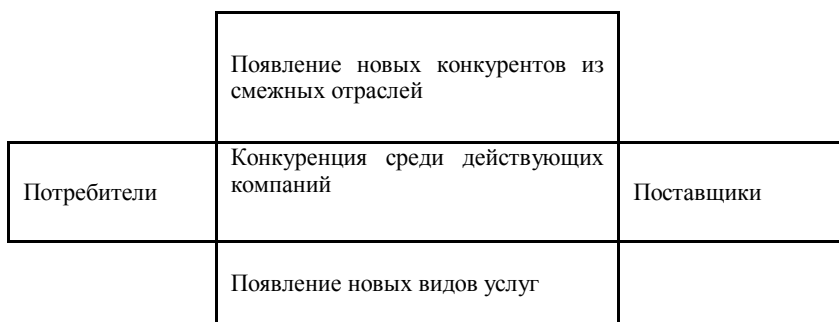 Появление новых конкурентов из
смежных отраслей
Потребители
Конкуренция среди действующих
компаний
Поставщики
Появление новых видов услуг